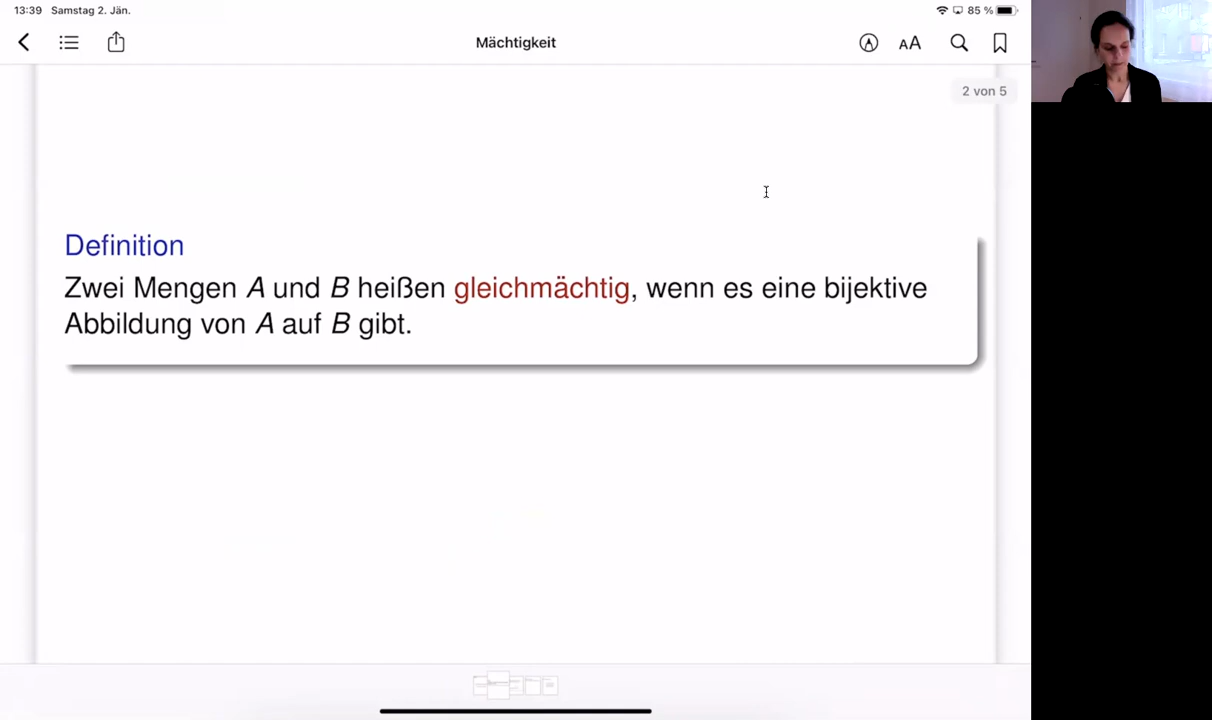 13:39 Samstag 2. Jän.
85 %
AA
Mächtigkeit
2 von 5
Definition
Zwei Mengen A und B heißen gleichmächtig, wenn es eine bijektive
Abbildung von A auf B gibt.